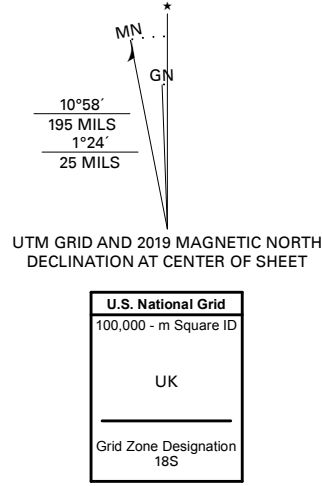 ★
MN
GN
10°58´
195 MILS
1°24´
25 MILS
UTM GRID AND 2019 MAGNETIC NORTH
DECLINATION AT CENTER OF SHEET
U.S. National Grid
100,000 - m Square ID
UK
Grid Zone Designation
18S